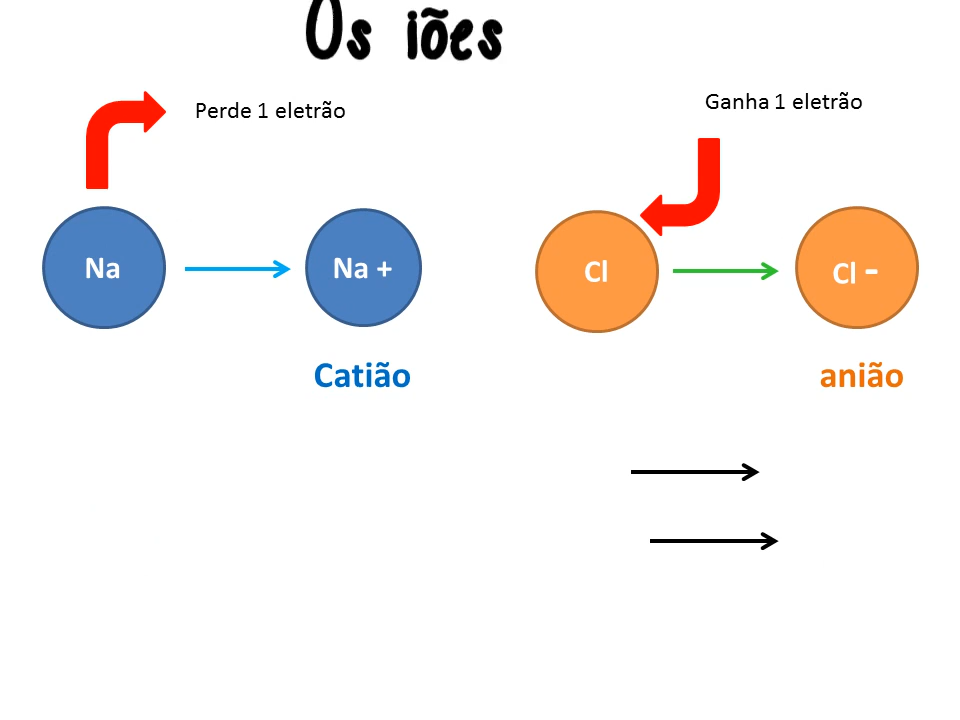 Os iões
Perde 1 eletrão
Ganha 1 eletrão
Na
Na +
Cl
Cl -
Catião
anião